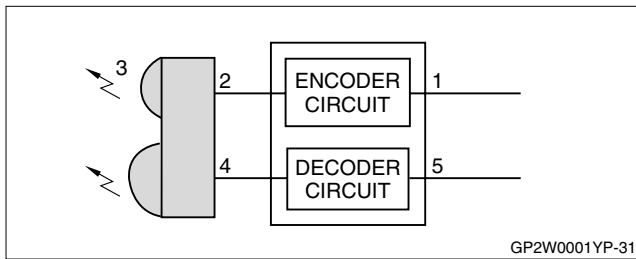 3
2
ENCODER
CIRCUIT
1
4
DECODER
CIRCUIT
5
GP2W0001YP-31